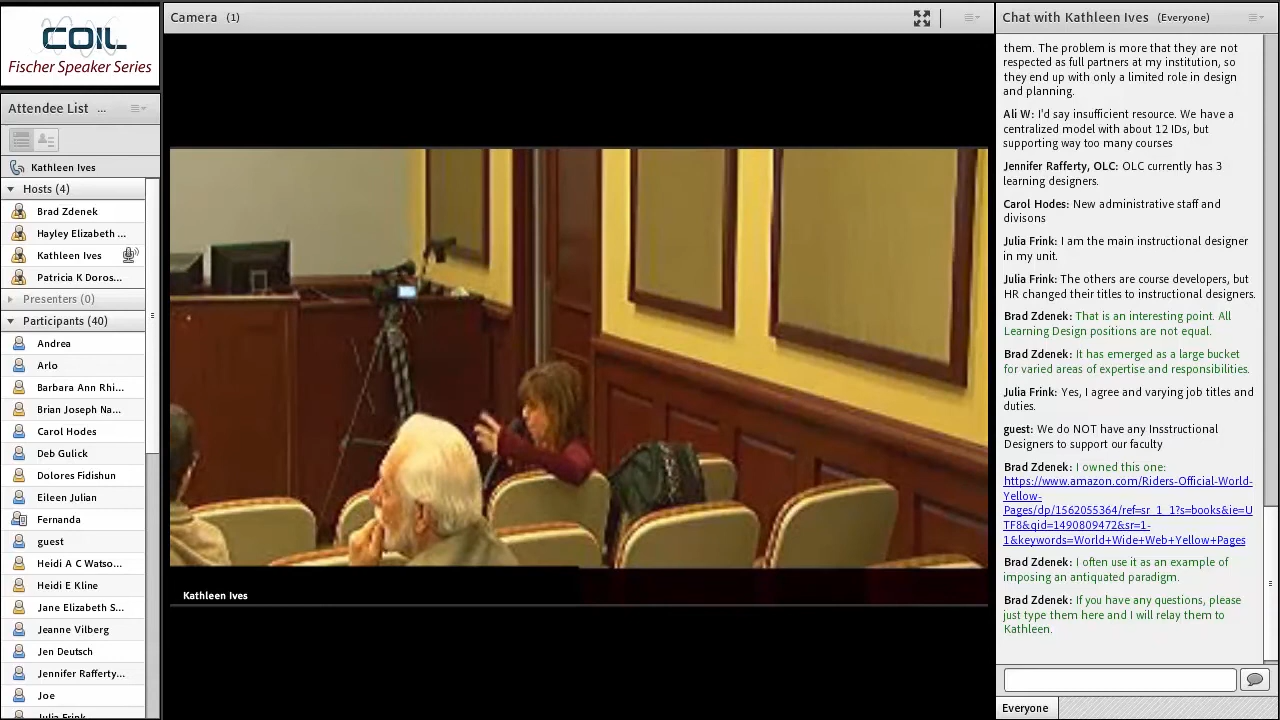 COIL
Fischer Speaker Series
Attendee List ...
Kathleen Ives
Hosts (4)
Brad Zdenek
Hayley Elizabeth ...
Kathleen Ives
Patricia K Doros...
Presenters (0)
Participants (40)
Andrea
Arlo
Barbara Ann Rhi...
Brian Joseph Na...
Carol Hodes
Deb Gulick
Dolores Fidishun
Eileen Julian
Fernanda
guest
Heidi A C Watso...
Heidi E Kline
Jane Elizabeth S...
Jeanne Vilberg
Jen Deutsch
Jennifer Rafferty...
Joe
Julia Frink
Camera (1)
Kathleen Ives
Chat with Kathleen Ives (Everyone)
them. The problem is more that they are not
respected as full partners at my institution, so
they end up with only a limited role in design
and planning.
Ali W: I'd say insufficient resource. We have a
centralized model with about 5 IDs, but
supporting way too many courses
Jennifer Rafferty, OLC: OLC currently has 3
learning designers.
Carol Hodes: New administrative staff and
divisons
Julia Frink: I am the main instructional designer
in my unit.
Julia Frink: The others are course developers, but
HR changed their titles to instructional designers.
Brad Zdenek: That is an interesting point. All
Learning Design positions are not equal.
Brad Zdenek: It has emerged as a large bucket
for varied areas of expertise and responsibilities.
Julia Frink: Yes, I agree and varying job titles and
duties.
guest: We do NOT have any Insstructional
Designers to support our faculty
Brad Zdenek: I owned this one:
https://www.amazon.com/Riders-Official-World-
Yellow-
Pages/dp/1562055364/ref=sr_1_1?s=books&ie=U
TF8&qid=1490809472&sr=1-
1&keywords=World+Wide+Web+Yellow+Pages
Brad Zdenek: I often use it as an example of
imposing an antiquated paradigm.
Brad Zdenek: If you have any questions, please
just type them here and I will relay them to
Kathleen.
Everyone